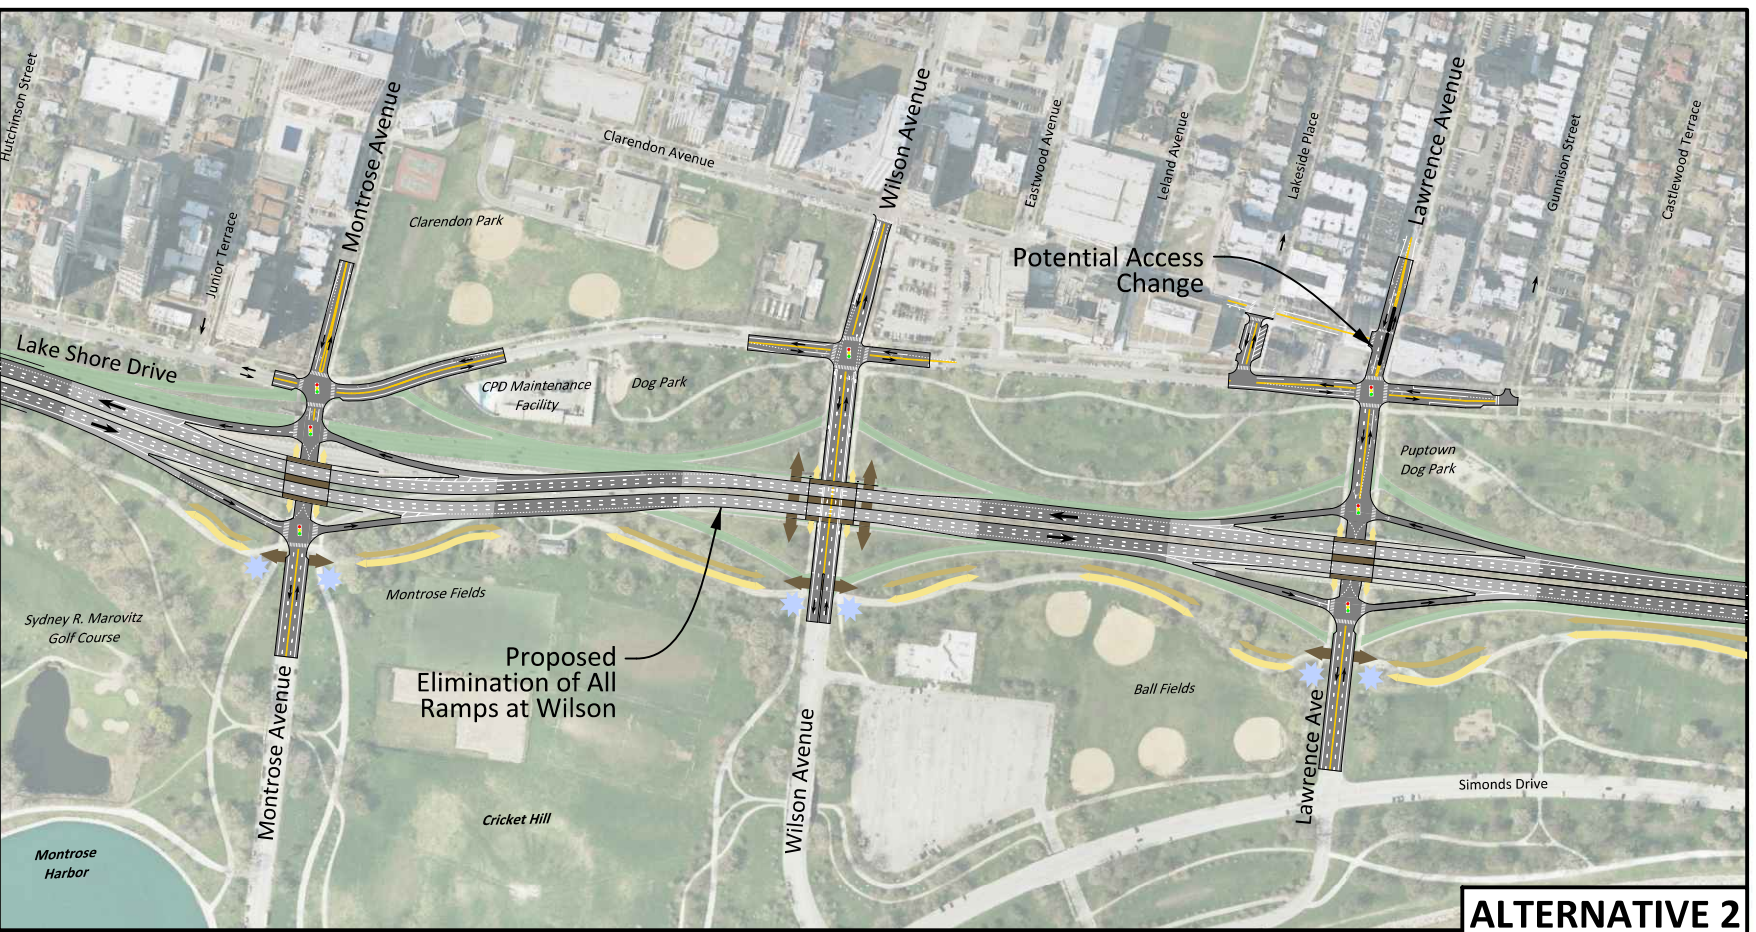 Hutchinson Street
Junior Terrace
Montrose Avenue
Clarendon Park
Clarendon Avenue
Wilson Avenue
Eastwood Avenue
Leland Avenue
Lakeside Place
Lawrence Avenue
Gunnison Street
Castlewood Terrace
Potential Access
Change
Lake Shore Drive
CPD Maintenance
Facility
Dog Park
Puptown
Dog Park
Sydney R. Marovitz
Golf Course
Montrose Fields
Proposed
Elimination of All
Ramps at Wilson
Ball Fields
Montrose Avenue
Wilson Avenue
Lawrence Ave
Simonds Drive
Cricket Hill
Montrose
Harbor
ALTERNATIVE 2